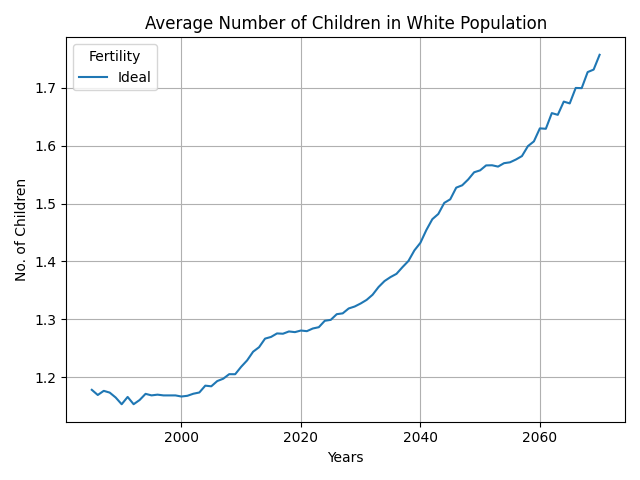 Average Number of Children in White Population
Fertility
Ideal
1.7
1.6
1.5
1.4
1.3
1.2
No. of Children
2000 2020 2040 2060
Years